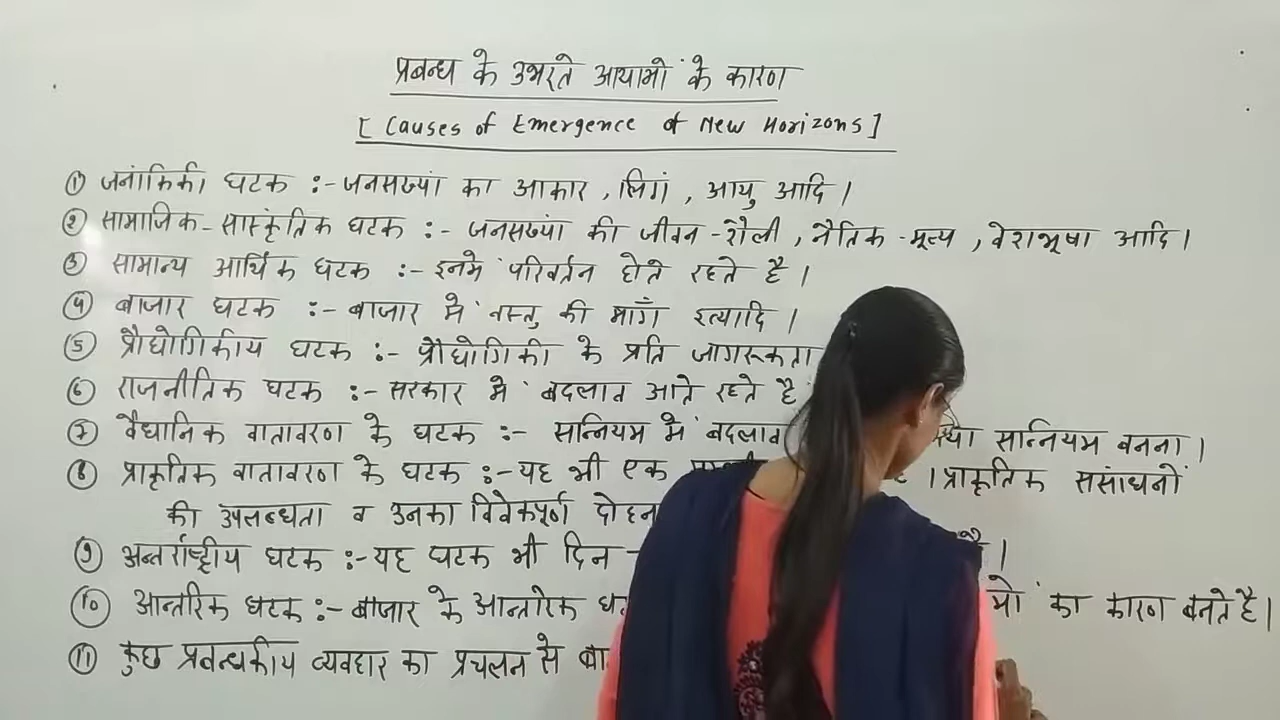 प्रबन्ध के उभरते आयामों के कारण
[ Causes of Emergence of New Horizons ]
① जनांकिकी घटक :- जनसख्यां का आकार , लिगं , आयु आदि ।
② सामाजिक - सास्कृंतिक घटक :- जनसख्यां की जीवन - शैली , नैतिक - मूल्य , वेशभूषा आदि ।
③ सामान्य आर्थिक घटक :- इनमें परिवर्तन होते रहते है ।
④ बाजार घटक :- बाजार में वस्तु की माँग इत्यादि ।
⑤ प्रौद्योगिकीय घटक :- प्रौद्योगिकी के प्रति जागरूकता
⑥ राजनीतिक घटक :- सरकार में बदलाव आते रहते है
⑦ वैधानिक वातावरण के घटक :- सन्नियम में बदलाव सन्नियम बनना ।
⑧ प्राकृतिक वातावरण के घटक :- यह भी एक । प्राकृतिक ससांधनों
की उपलब्धता व उनका विवेकपूर्ण दोहन
⑨ अन्तर्राष्ट्रीय घटक :- यह घटक भी दिन - है ।
⑩ आन्तरिक घटक :- बाजार के आन्तरिक का कारण बनते है ।
⑪ कुछ प्रबन्धकीय व्यवहार का प्रचलन से